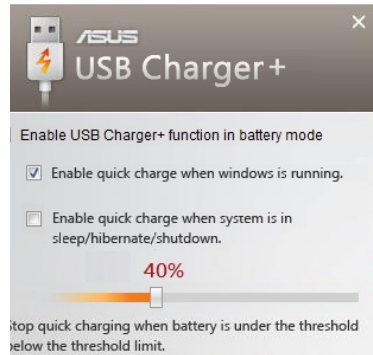 ASUS
USB Charger+
Enable USB Charger+ function in battery mode
Enable quick charge when windows is running.
Enable quick charge when system is in
sleep/hibernate/shutdown.
40%
Stop quick charging when battery is under the threshold
below the threshold limit.